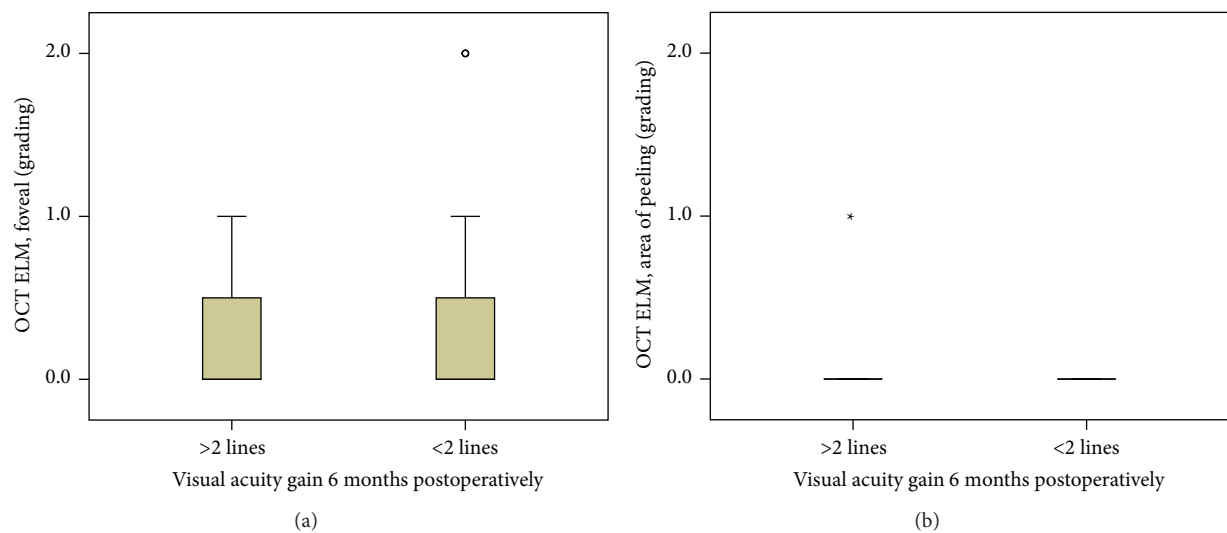 OCT ELM, foveal (grading)
2.0
1.0
0.0
>2 lines
<2 lines
Visual acuity gain 6 months postoperatively
(a)
OCT ELM, area of peeling (grading)
2.0
1.0
0.0
>2 lines
<2 lines
Visual acuity gain 6 months postoperatively
(b)